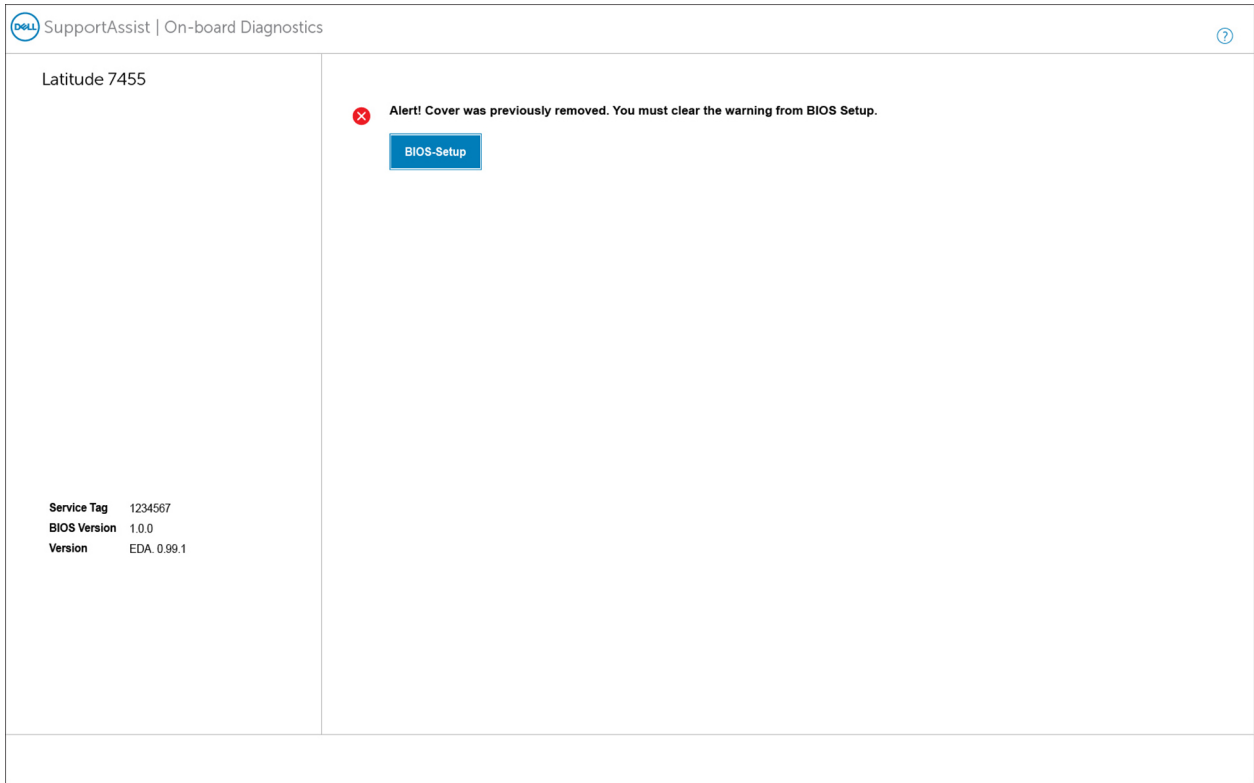 DELL SupportAssist | On-board Diagnostics
?
Latitude 7455
Alert! Cover was previously removed. You must clear the warning from BIOS Setup.
BIOS-Setup
Service Tag 1234567
BIOS Version 1.0.0
Version EDA. 0.99.1